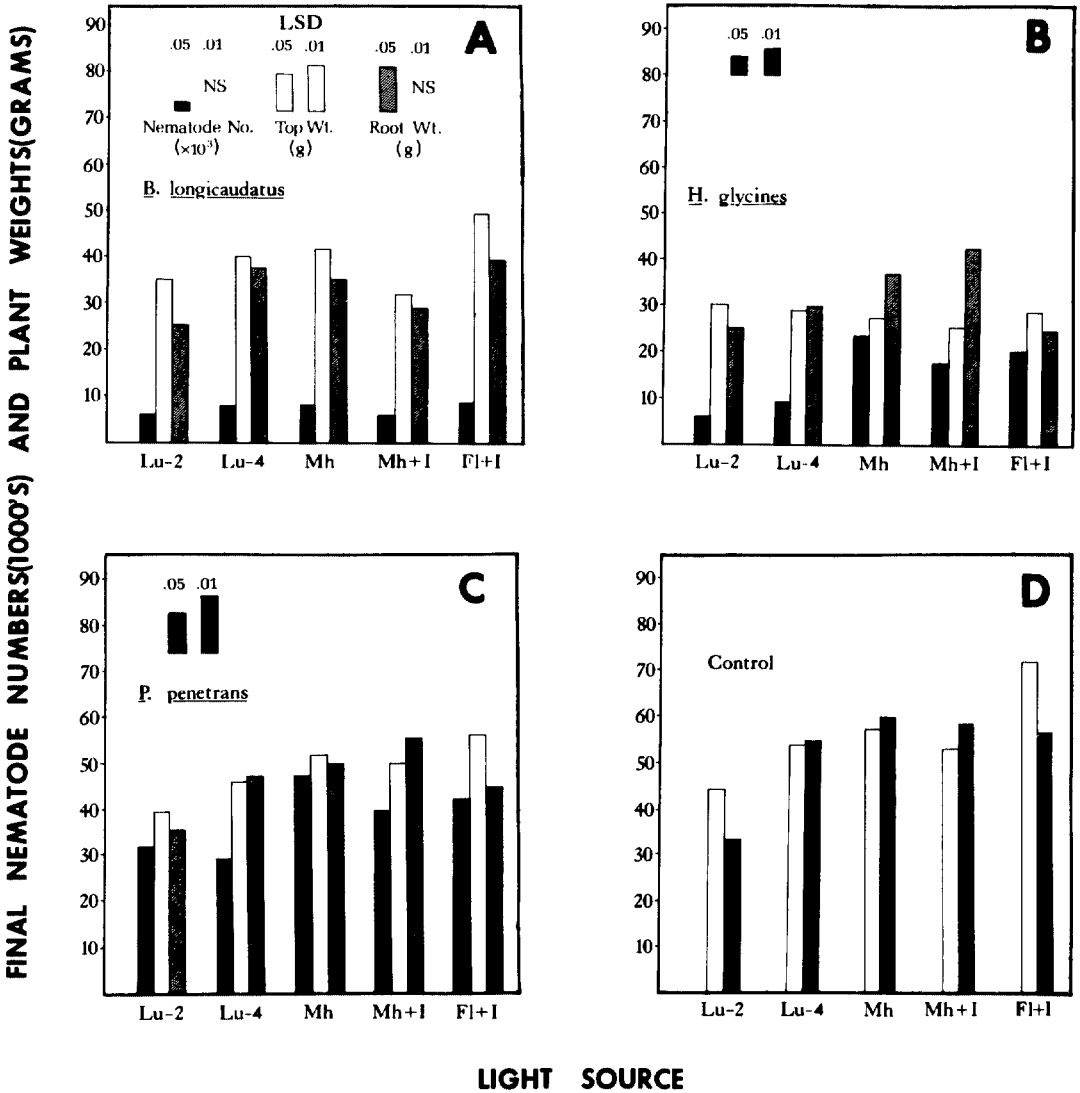 FINAL NEMATODE NUMBERS(1000'S) AND PLANT WEIGHTS(GRAMS)
A
LSD
.05 .01 .05 .01 .05 .01
NS NS
Nematode No. Top Wt. Root Wt.
(×10³) (g) (g)
B. longicaudatus
90
80
70
60
50
40
30
20
10
Lu-2 Lu-4 Mh Mh+I Fl+I
B
.05 .01
H. glycines
90
80
70
60
50
40
30
20
10
Lu-2 Lu-4 Mh Mh+I Fl+I
C
.05 .01
P. penetrans
90
80
70
60
50
40
30
20
10
Lu-2 Lu-4 Mh Mh+I Fl+I
D
Control
90
80
70
60
50
40
30
20
10
Lu-2 Lu-4 Mh Mh+I Fl+I
LIGHT SOURCE